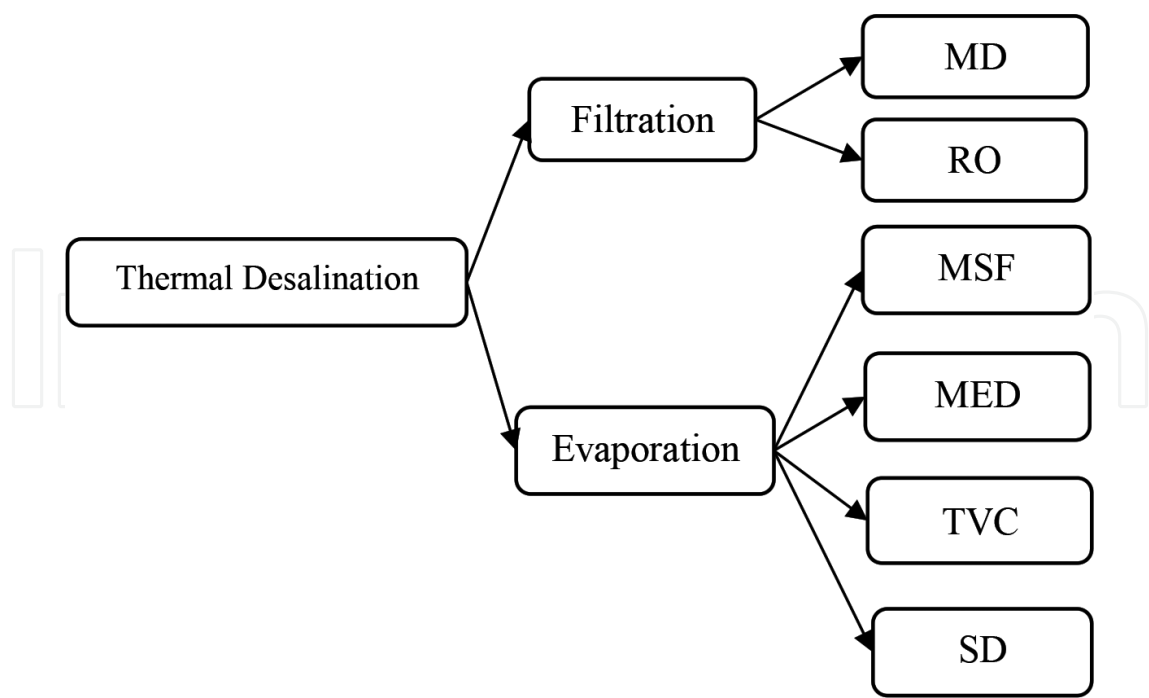 Thermal Desalination
Filtration
Evaporation
MD
RO
MSF
MED
TVC
SD